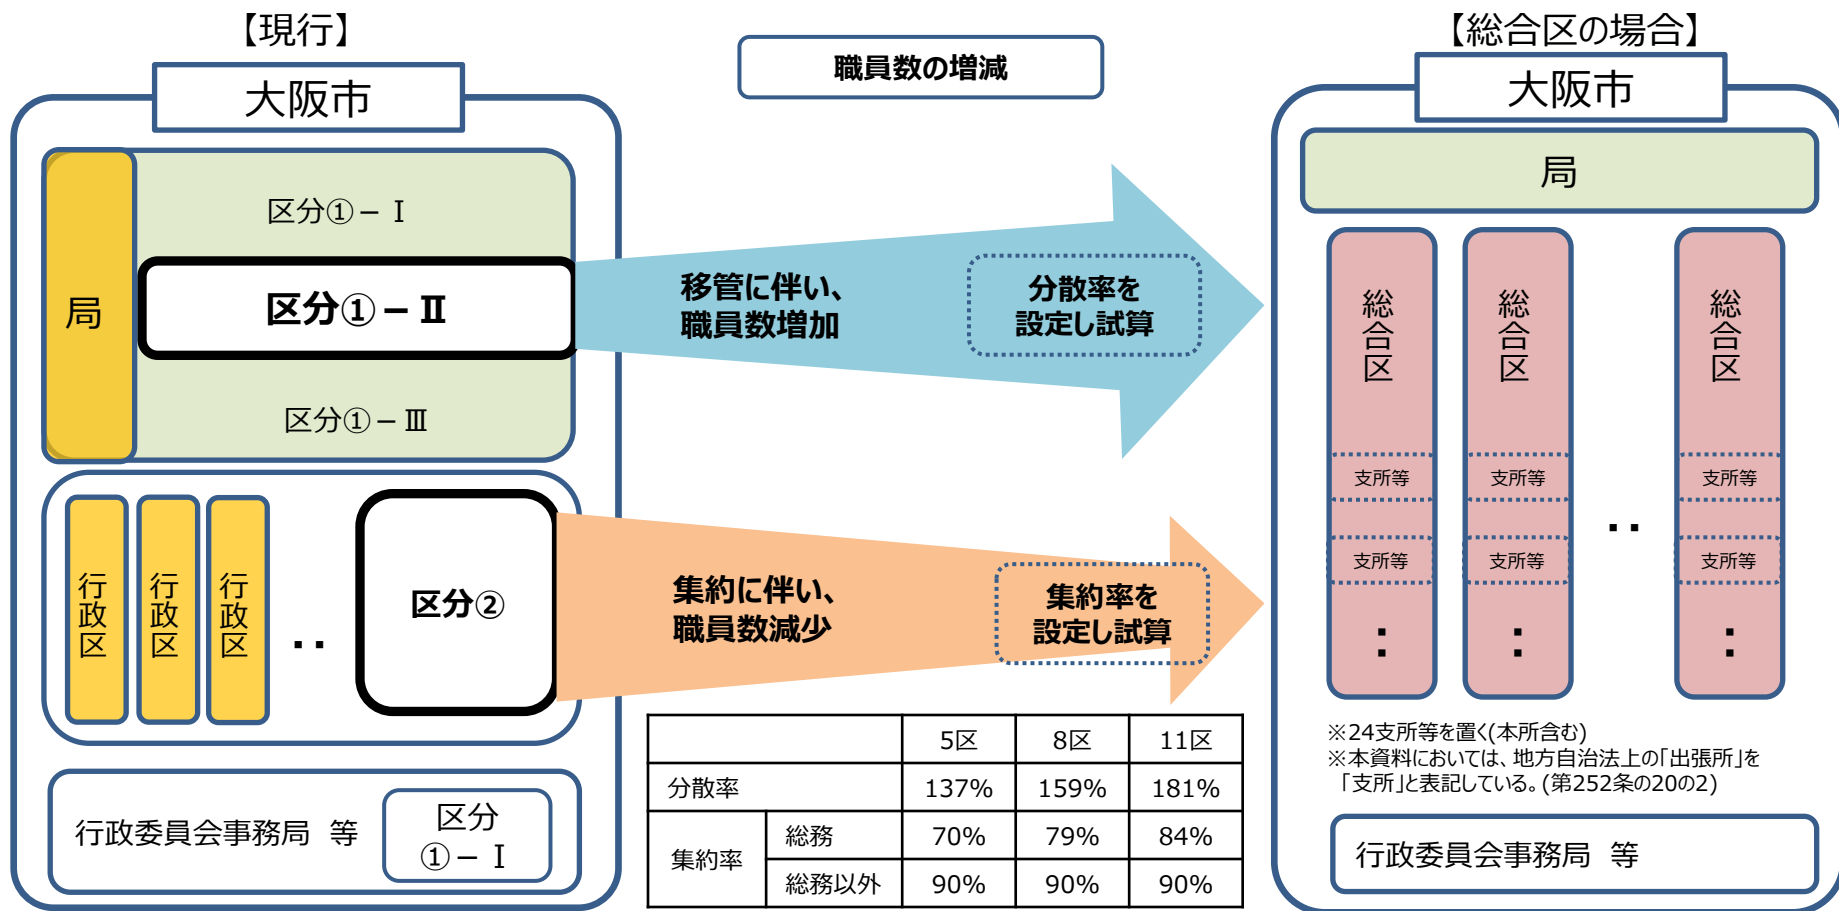 【現行】
大阪市
局
区分①－Ⅰ
区分①－Ⅱ
区分①－Ⅲ
行政区
行政区
行政区
‥
区分②
行政委員会事務局 等
区分
①－Ⅰ
職員数の増減
移管に伴い、
職員数増加
分散率を
設定し試算
集約に伴い、
職員数減少
集約率を
設定し試算
5区 8区 11区
分散率 137% 159% 181%
集約率 総務 70% 79% 84%
総務以外 90% 90% 90%
【総合区の場合】
大阪市
局
総合区
支所等
支所等
：
総合区
支所等
支所等
：
‥
総合区
支所等
支所等
：
※24支所等を置く(本所含む)
※本資料においては、地方自治法上の「出張所」を
「支所」と表記している。(第252条の20の2)
行政委員会事務局 等